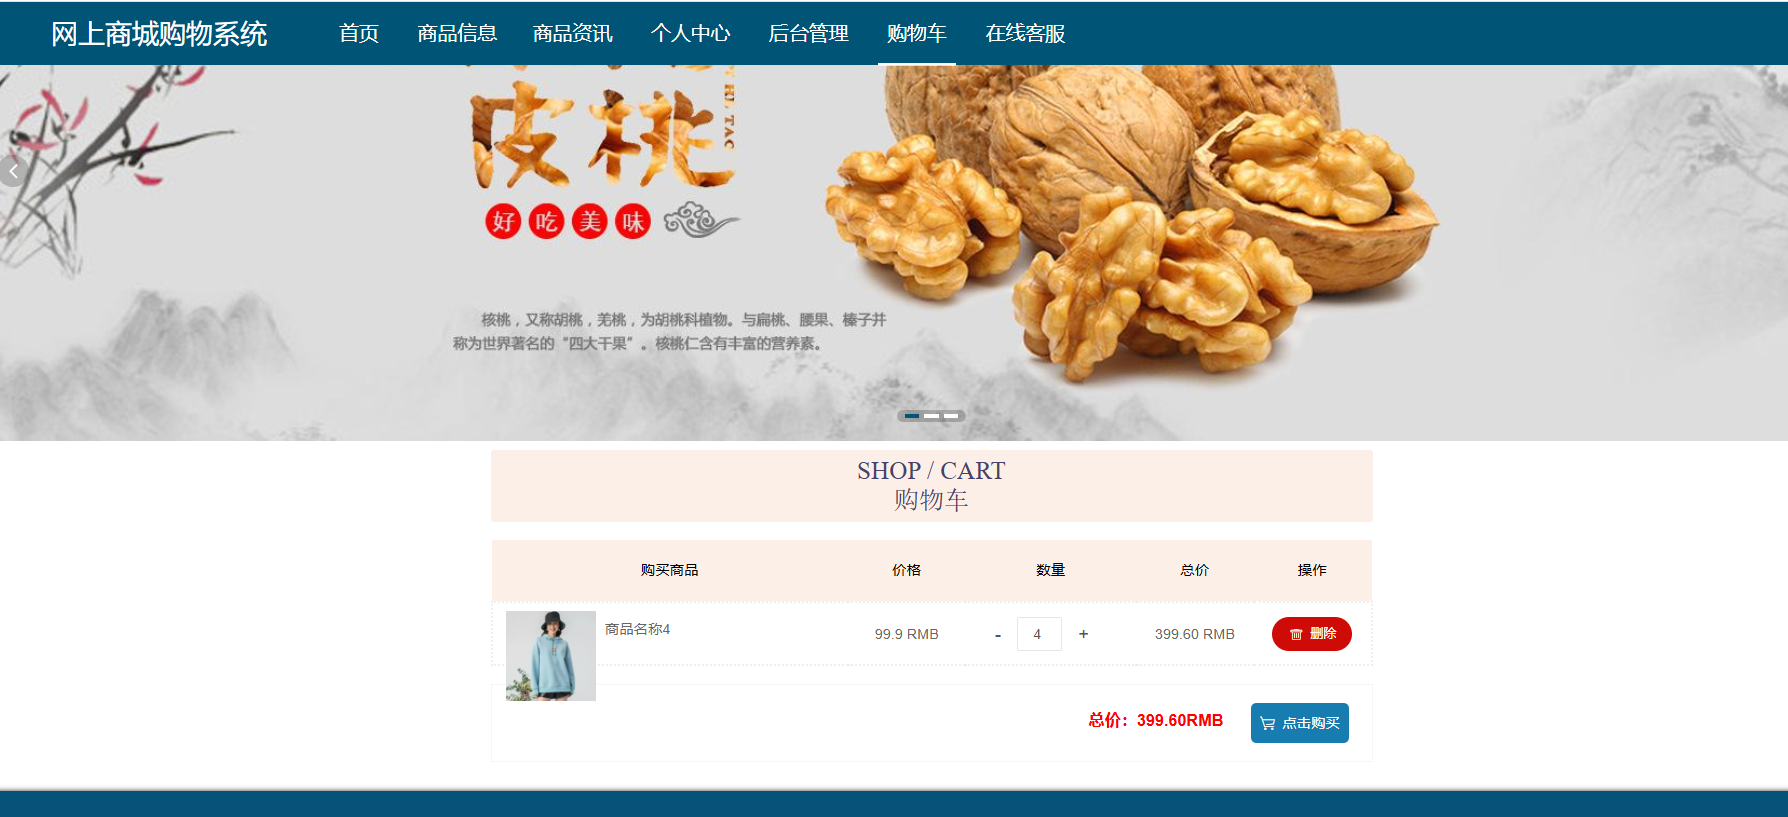 网上商城购物系统 首页 商品信息 商品资讯 个人中心 后台管理 购物车 在线客服
皮桃
好吃美味
核桃，又称胡桃，羌桃，为胡桃科植物。与扁桃、腰果、榛子并
称为世界著名的“四大干果”。核桃仁含有丰富的营养素。
SHOP / CART
购物车
购买商品 价格 数量 总价 操作
商品名称4 99.9 RMB - 4 + 399.60 RMB 删除
总价：399.60RMB 点击购买